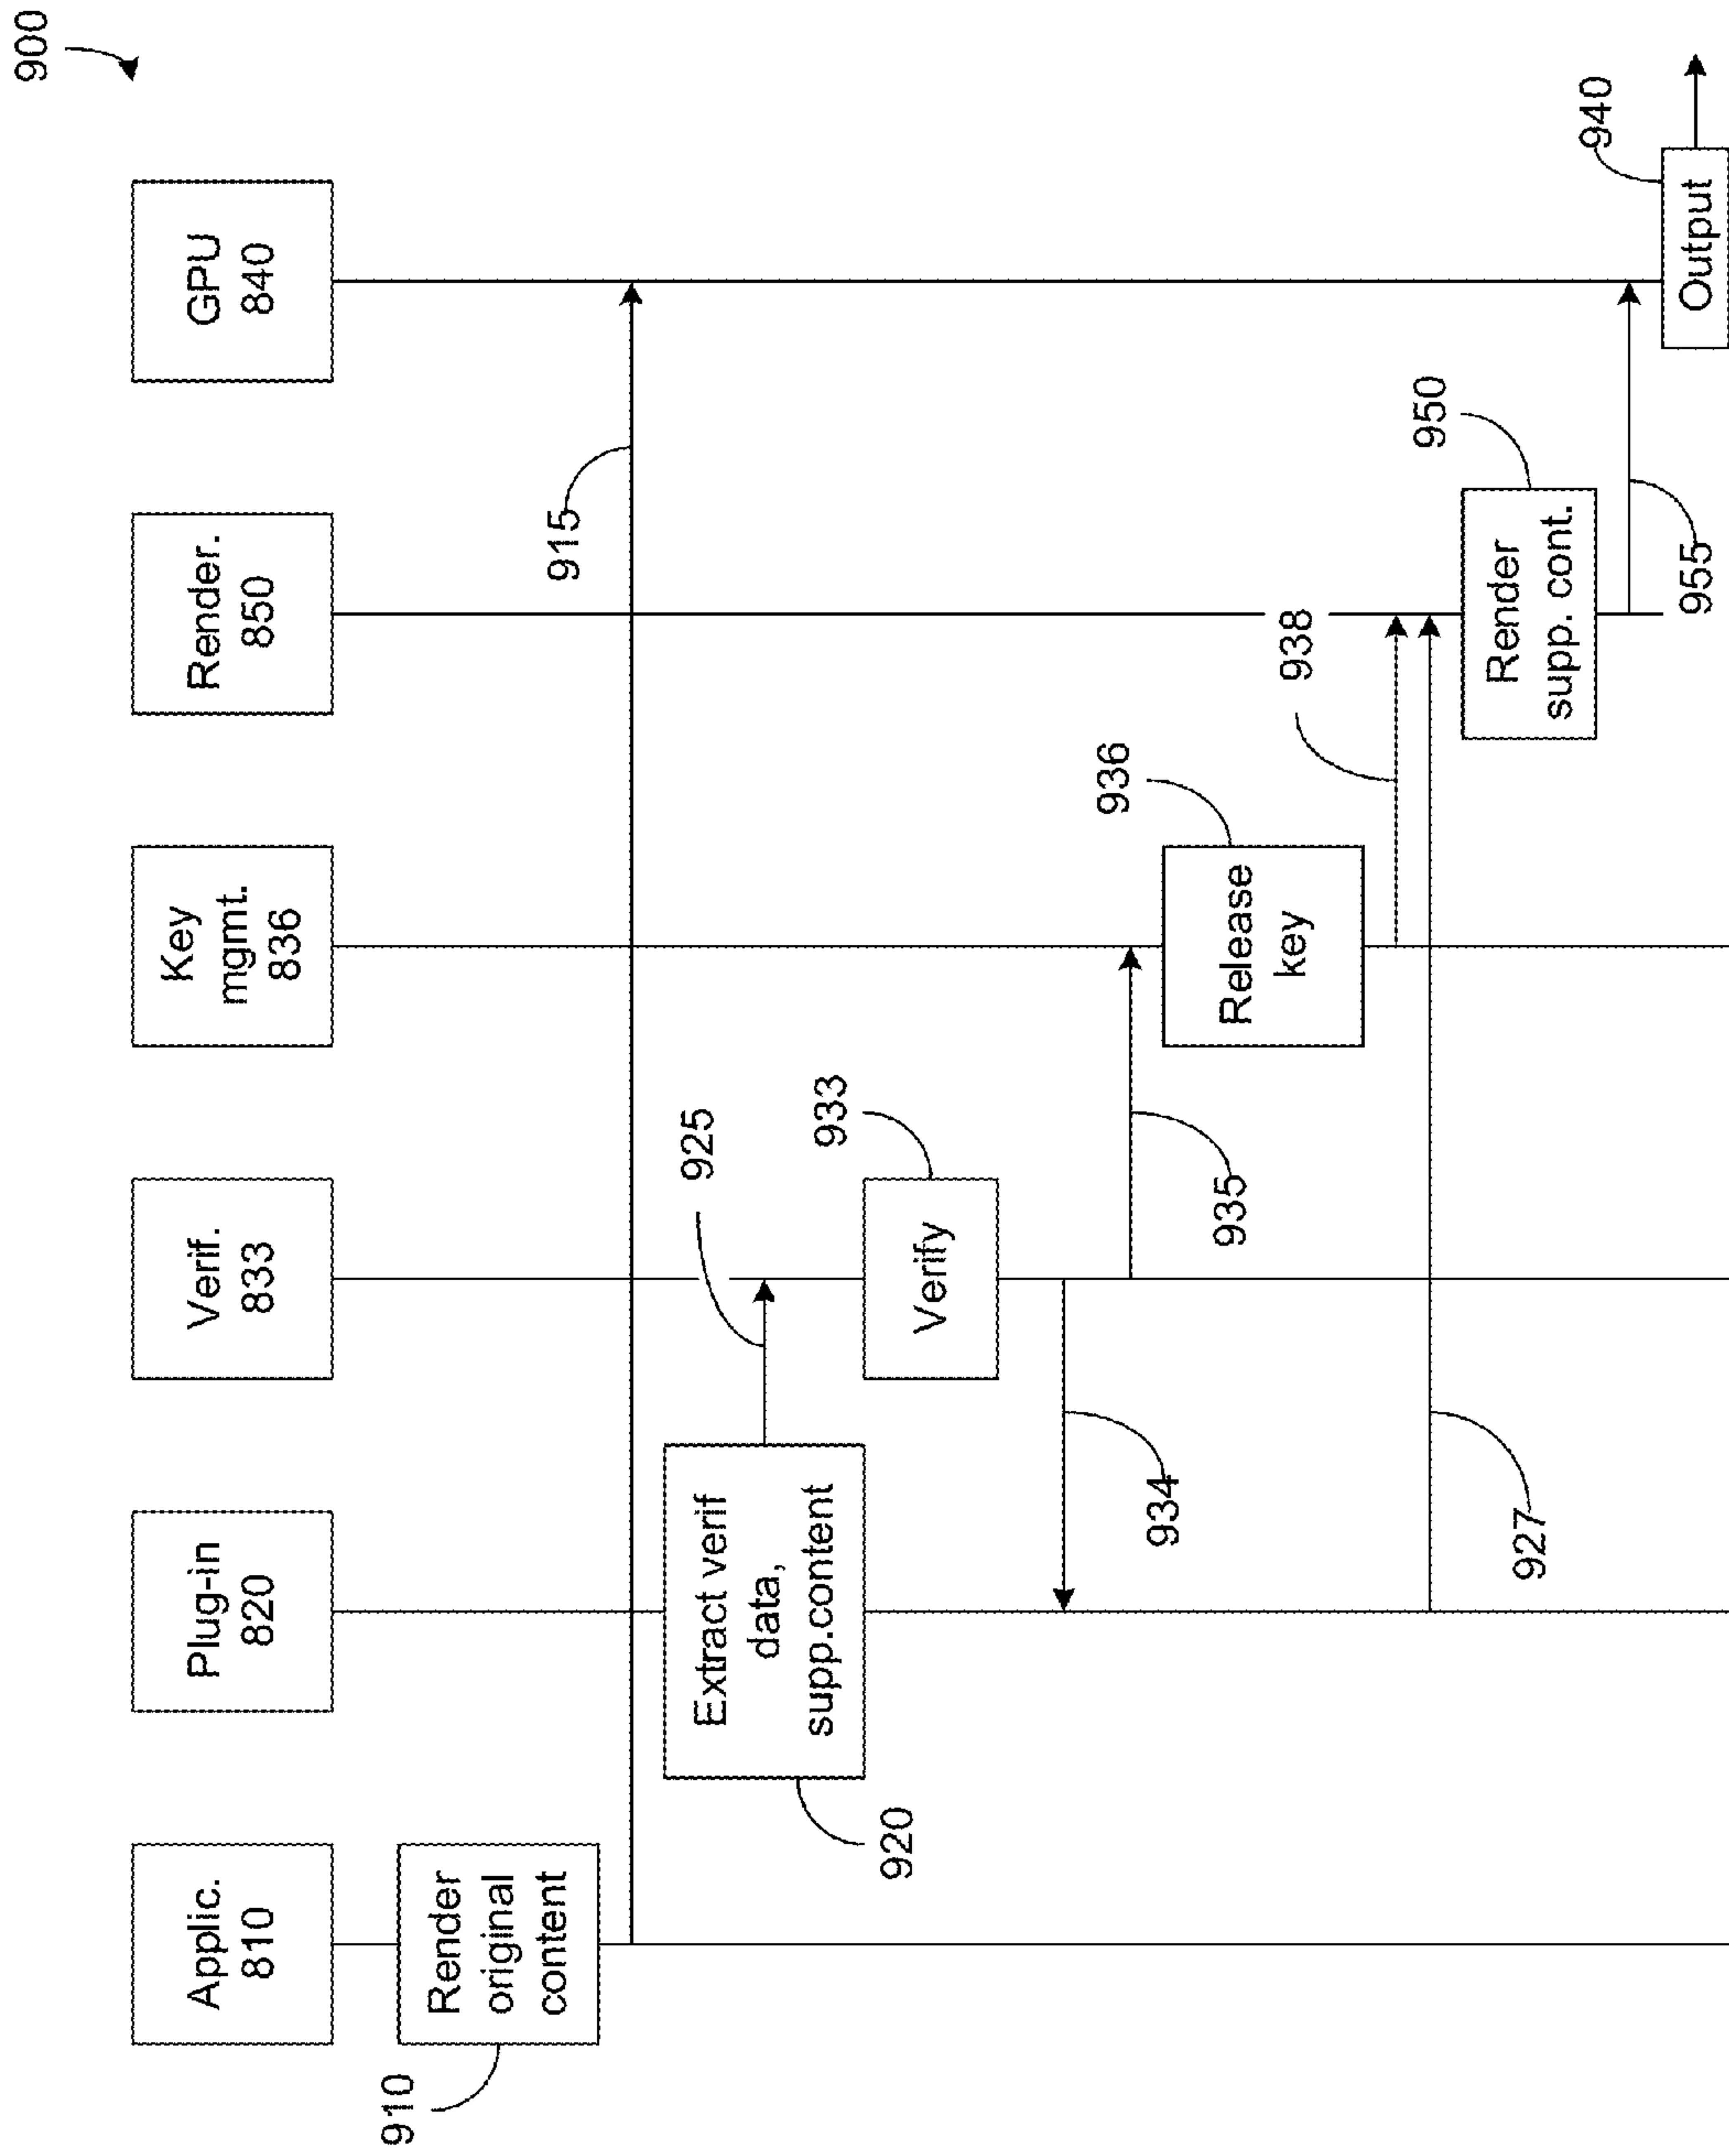 900
Applic.
810
Plug-in
820
Verif.
833
Key
mgmt.
836
Render.
850
GPU
840
910
Render
original
content
915
Extract verif
data,
supp.content
920
925
Verify
933
934
935
Release
key
936
938
927
Render
supp. cont.
950
955
Output
940